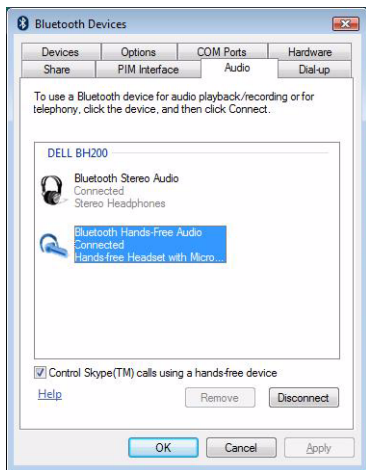 Bluetooth Devices
Devices Options COM Ports Hardware
Share PIM Interface Audio Dial-up
To use a Bluetooth device for audio playback/recording or for
telephony, click the device, and then click Connect.
DELL BH200
Bluetooth Stereo Audio
Connected
Stereo Headphones
Bluetooth Hands-Free Audio
Connected
Hands-free Headset with Micro...
Control Skype(TM) calls using a hands-free device
Help Remove Disconnect
OK Cancel Apply